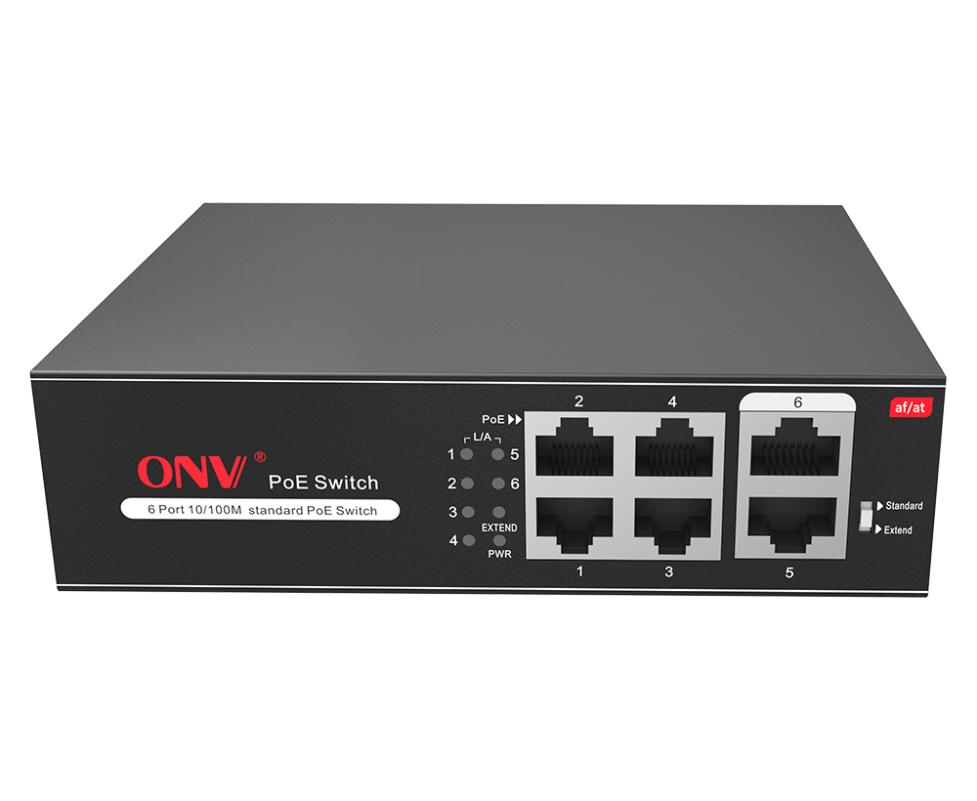 2 4 6
af/at
PoE
L/A
1 5
2 6
3
EXTEND
4
PWR
ONV®
PoE Switch
6 Port 10/100M standard PoE Switch
Standard
Extend
1 3 5